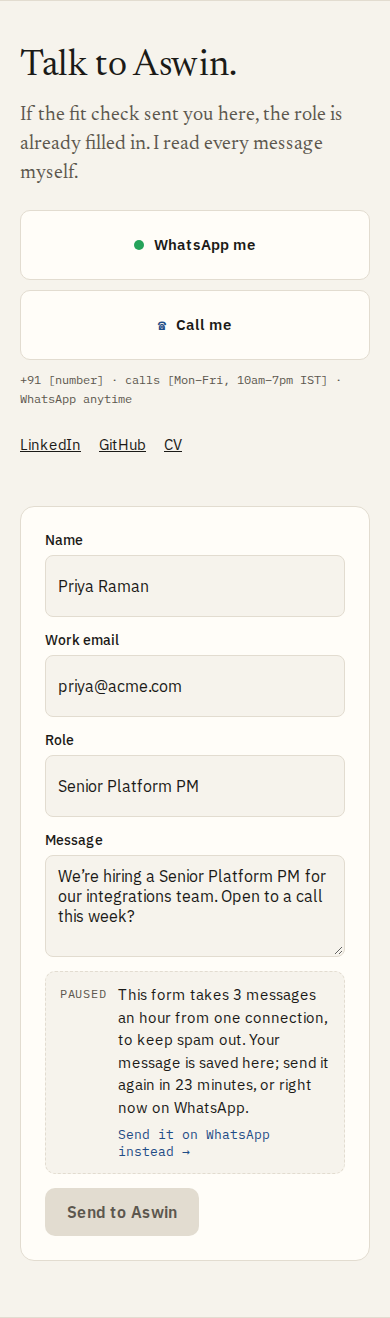 Talk to Aswin.
If the fit check sent you here, the role is
already filled in. I read every message
myself.
WhatsApp me
☎ Call me
+91 [number] · calls [Mon–Fri, 10am–7pm IST] ·
WhatsApp anytime
LinkedIn GitHub CV
Name
Priya Raman
Work email
priya@acme.com
Role
Senior Platform PM
Message
We’re hiring a Senior Platform PM for
our integrations team. Open to a call
this week?
PAUSED This form takes 3 messages
an hour from one connection,
to keep spam out. Your
message is saved here; send it
again in 23 minutes, or right
now on WhatsApp.
Send it on WhatsApp
instead →
Send to Aswin